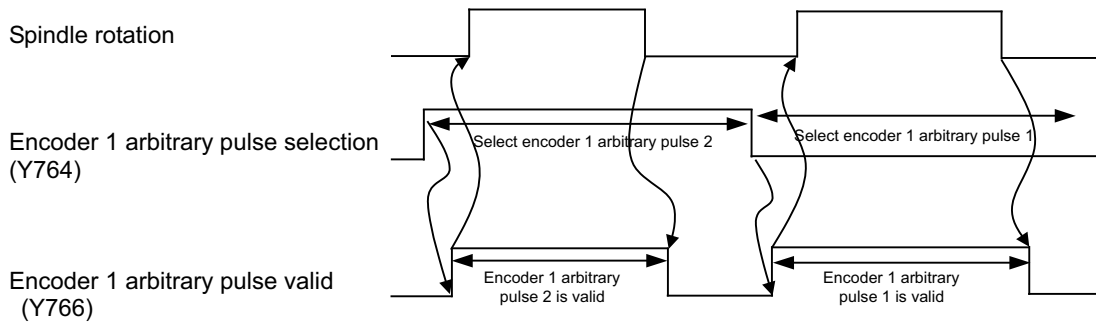 Spindle rotation
Encoder 1 arbitrary pulse selection
(Y764)
Select encoder 1 arbitrary pulse 2
Select encoder 1 arbitrary pulse 1
Encoder 1 arbitrary pulse valid
(Y766)
Encoder 1 arbitrary
pulse 2 is valid
Encoder 1 arbitrary
pulse 1 is valid